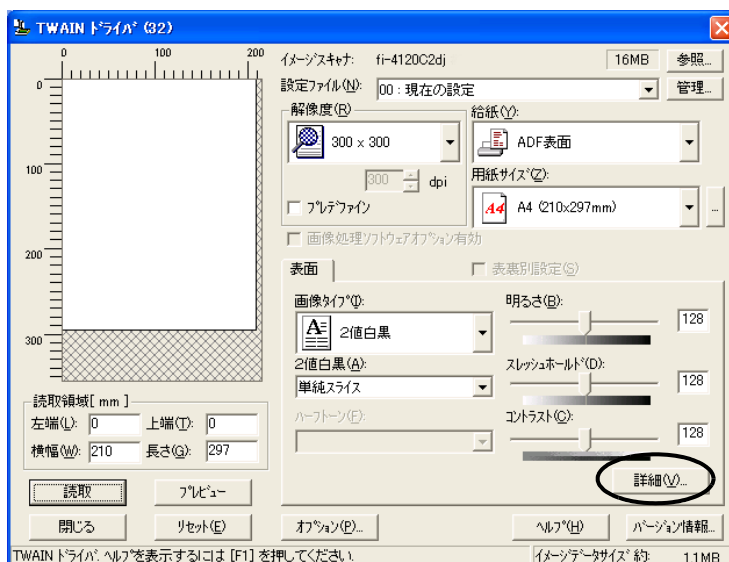 TWAIN ﾄﾞﾗｲﾊﾞ (32)
0 100 200
0
100
200
300
ｲﾒｰｼﾞｽｷｬﾅ: fi-4120C2dj 16MB 参照...
設定ﾌｧｲﾙ(N): 00 : 現在の設定 管理...
解像度(R)
300 × 300
300 dpi
ﾌﾟﾚﾃﾞﾌｧｲﾝ
給紙(Y):
ADF表面
用紙ｻｲｽﾞ(Z):
A4 A4 (210x297mm) ...
画像処理ｿﾌﾄｳｪｱｵﾌﾟｼｮﾝ有効
表面 表裏別設定(S)
画像ﾀｲﾌﾟ(I):
2値白黒
2値白黒(A):
単純ｽﾗｲｽ
ﾊｰﾌﾄｰﾝ(F):
明るさ(B):
128
ｽﾚｯｼｭﾎｰﾙﾄﾞ(D):
128
ｺﾝﾄﾗｽﾄ(C):
128
詳細(V)...
読取領域[ mm ]
左端(L): 0 上端(T): 0
横幅(W): 210 長さ(G): 297
読取 ﾌﾟﾚﾋﾞｭｰ
閉じる ﾘｾｯﾄ(E) ｵﾌﾟｼｮﾝ(P)... ﾍﾙﾌﾟ(H) ﾊﾞｰｼﾞｮﾝ情報...
TWAIN ﾄﾞﾗｲﾊﾞ. ﾍﾙﾌﾟを表示するには [F1] を押してください. ｲﾒｰｼﾞﾃﾞｰﾀｻｲｽﾞ 約: 1.1MB